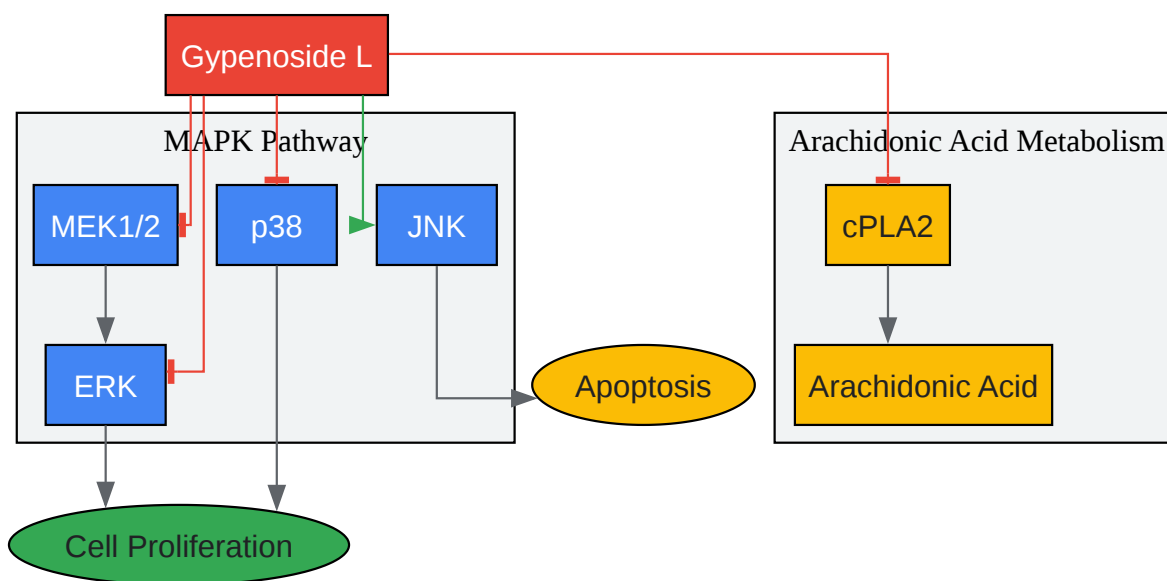 Gypenoside L
MAPK Pathway
Arachidonic Acid Metabolism
MEK1/2
p38
JNK
cPLA2
ERK
Apoptosis
Arachidonic Acid
Cell Proliferation